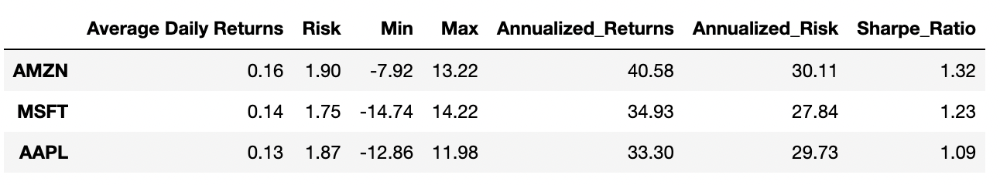 Average Daily Returns Risk Min Max Annualized_Returns Annualized_Risk Sharpe_Ratio
AMZN 0.16 1.90 -7.92 13.22 40.58 30.11 1.32
MSFT 0.14 1.75 -14.74 14.22 34.93 27.84 1.23
AAPL 0.13 1.87 -12.86 11.98 33.30 29.73 1.09